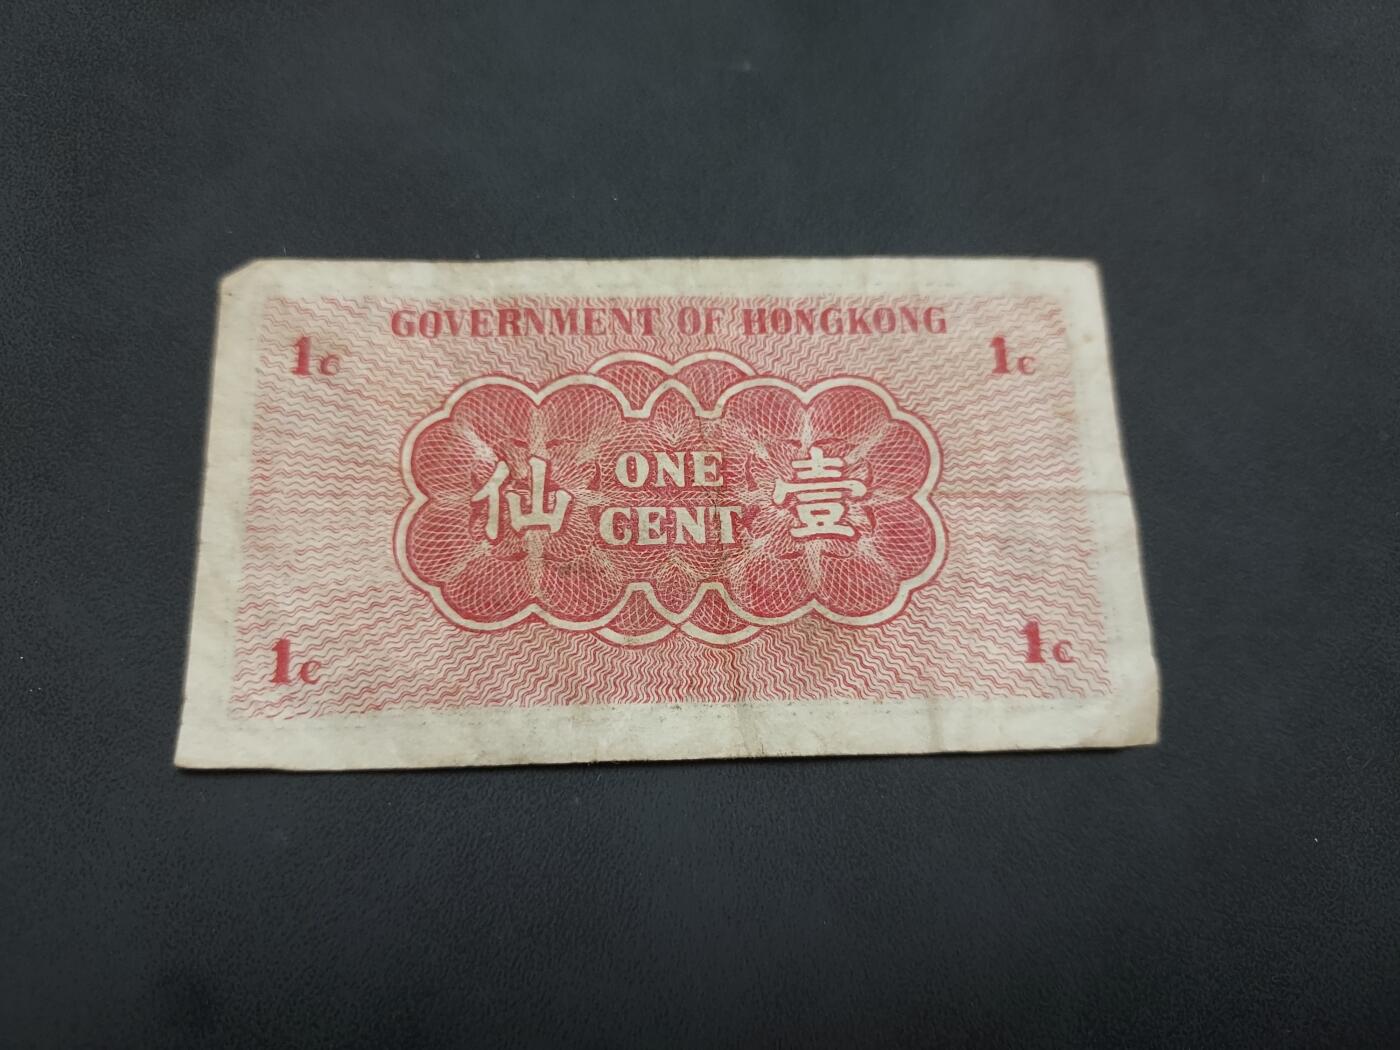 GOVERNMENT OF HONGKONG
1c
1c
仙
ONE
CENT
壹
1c
1c